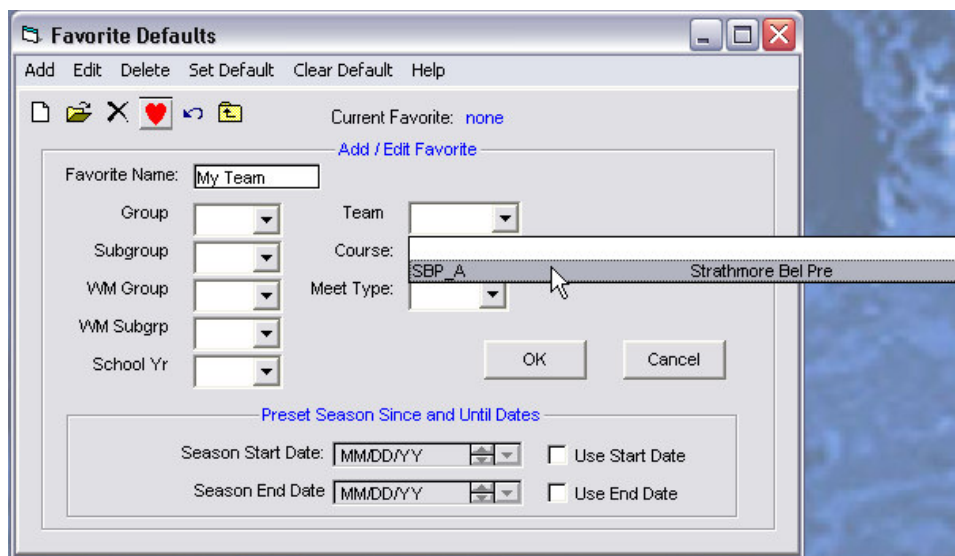 Favorite Defaults
Add Edit Delete Set Default Clear Default Help
Current Favorite: none
Add / Edit Favorite
Favorite Name: My Team
Group Team
Subgroup Course:
SBP_A Strathmore Bel Pre
WM Group Meet Type:
WM Subgrp
School Yr OK Cancel
Preset Season Since and Until Dates
Season Start Date: MM/DD/YY Use Start Date
Season End Date MM/DD/YY Use End Date